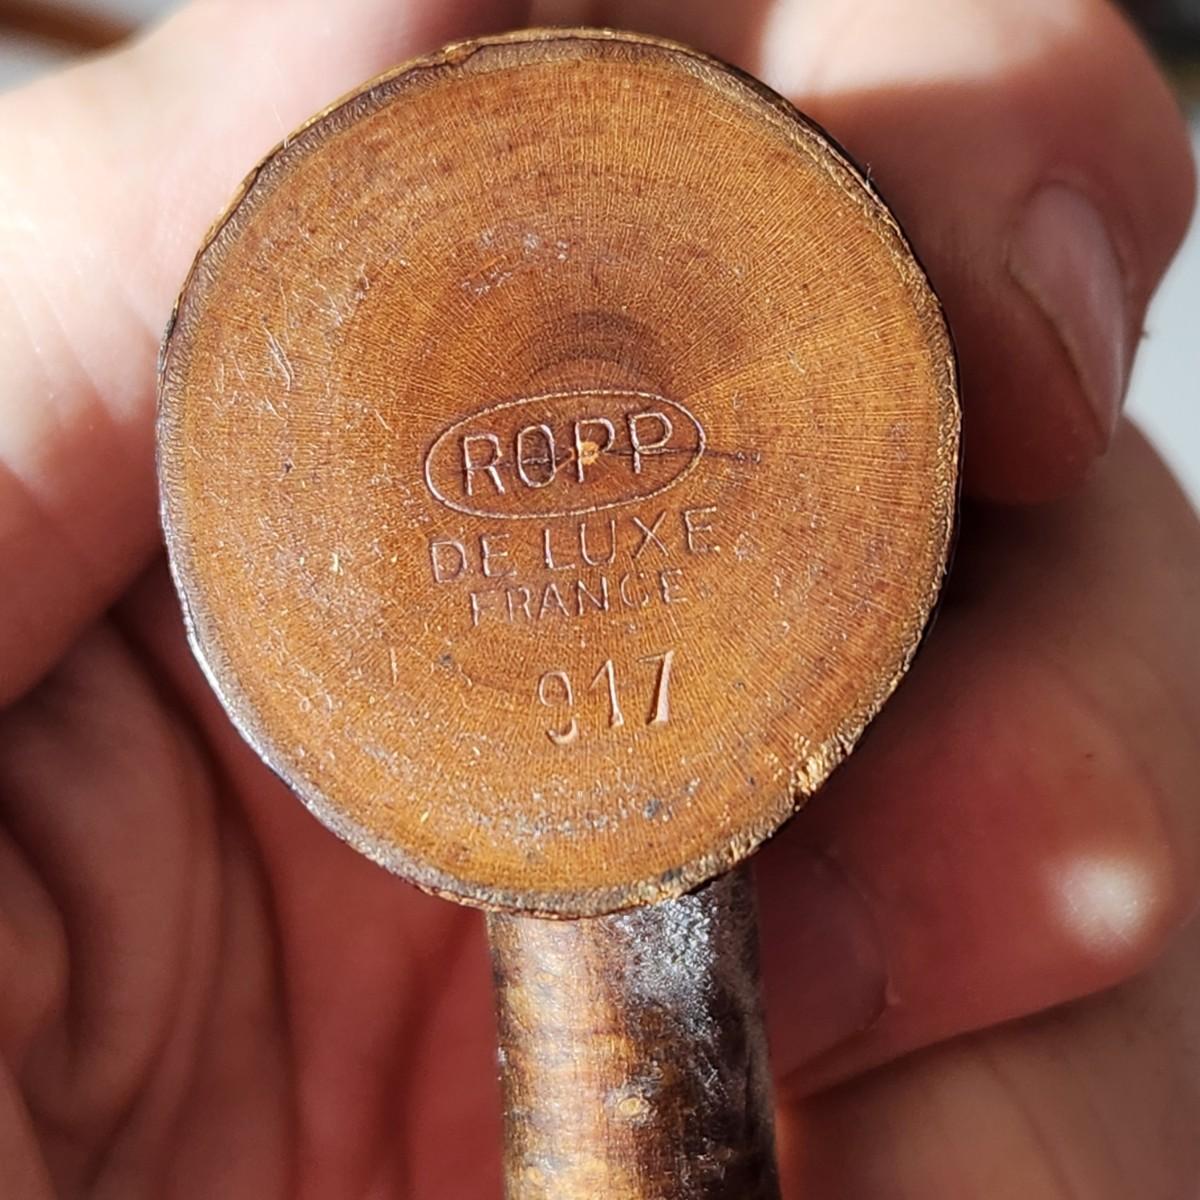 ROPP
DE LUXE
FRANCE
917